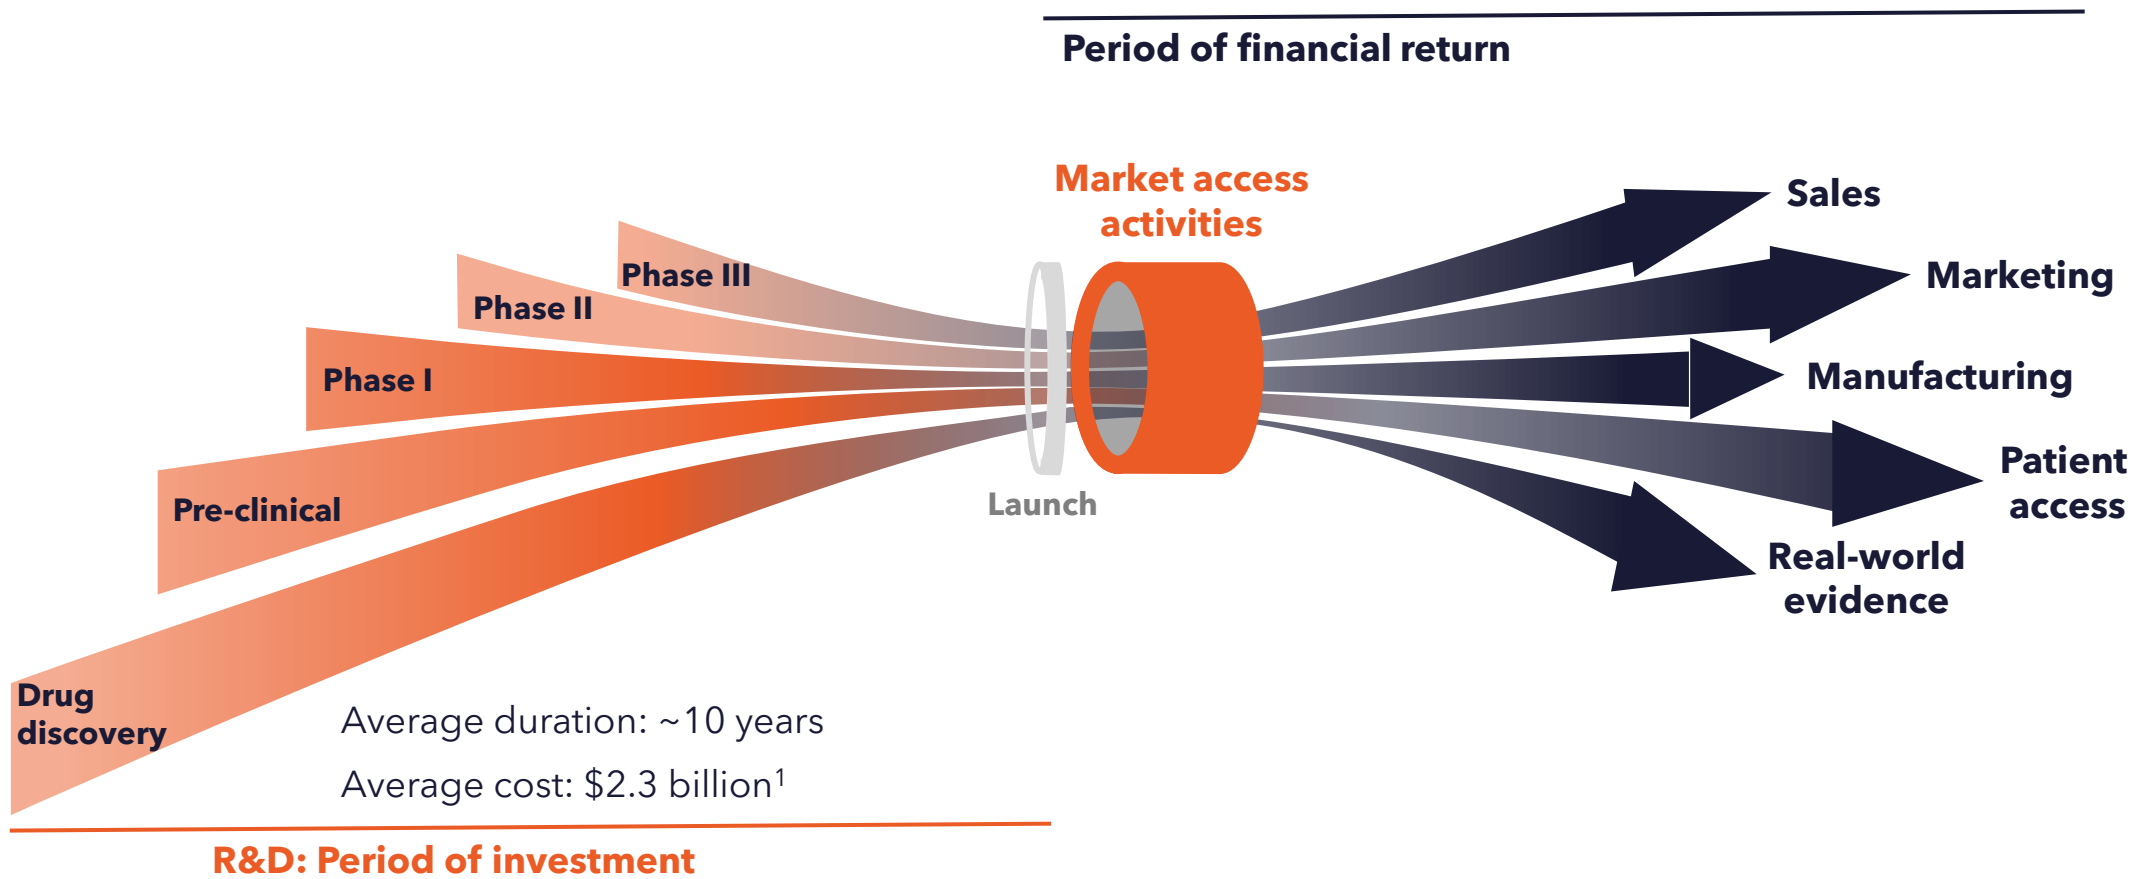 Period of financial return
Market access
activities
Sales
Marketing
Manufacturing
Patient
access
Real-world
evidence
Phase III
Phase II
Phase I
Pre-clinical
Drug
discovery
Launch
Average duration: ~10 years
Average cost: $2.3 billion¹
R&D: Period of investment